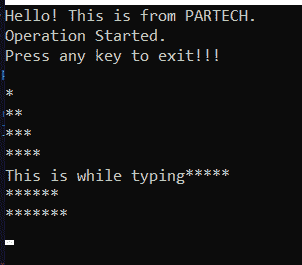 Hello! This is from PARTECH.
Operation Started.
Press any key to exit!!!
*
**
***
****
This is while typing*****
******
*******